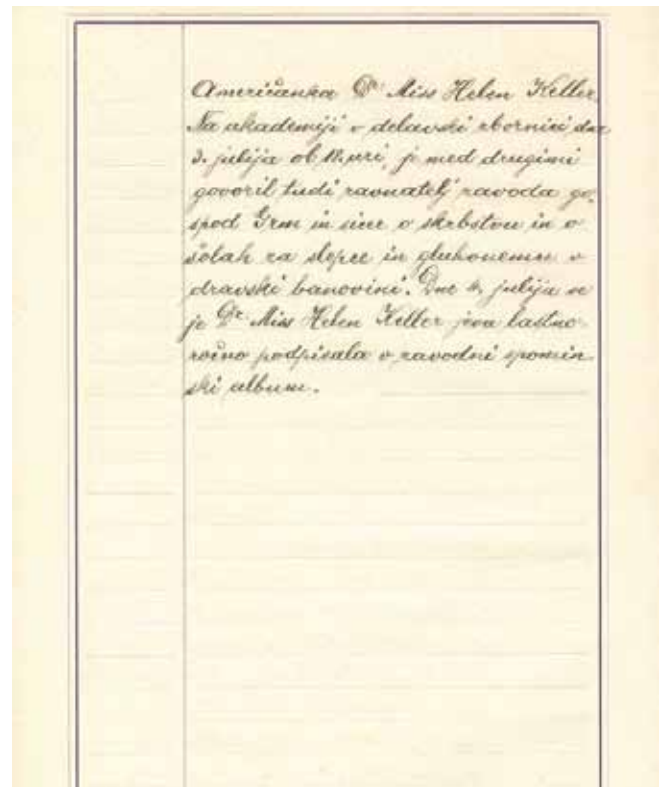 Američanka Dr. Miss Helen Keller.
Na akademiji v delavski zbornici dne
3. julija ob 18. uri, je med drugimi
govoril tudi ravnatelj zavoda go-
spod Grm in sicer o skrbstvu in o
šolah za slepce in gluhoneme v
dravski banovini. Dne 4. julija se
je Dr. Miss Helen Keller jeva lastno-
ročno podpisala v zavodni spomin
ski album.